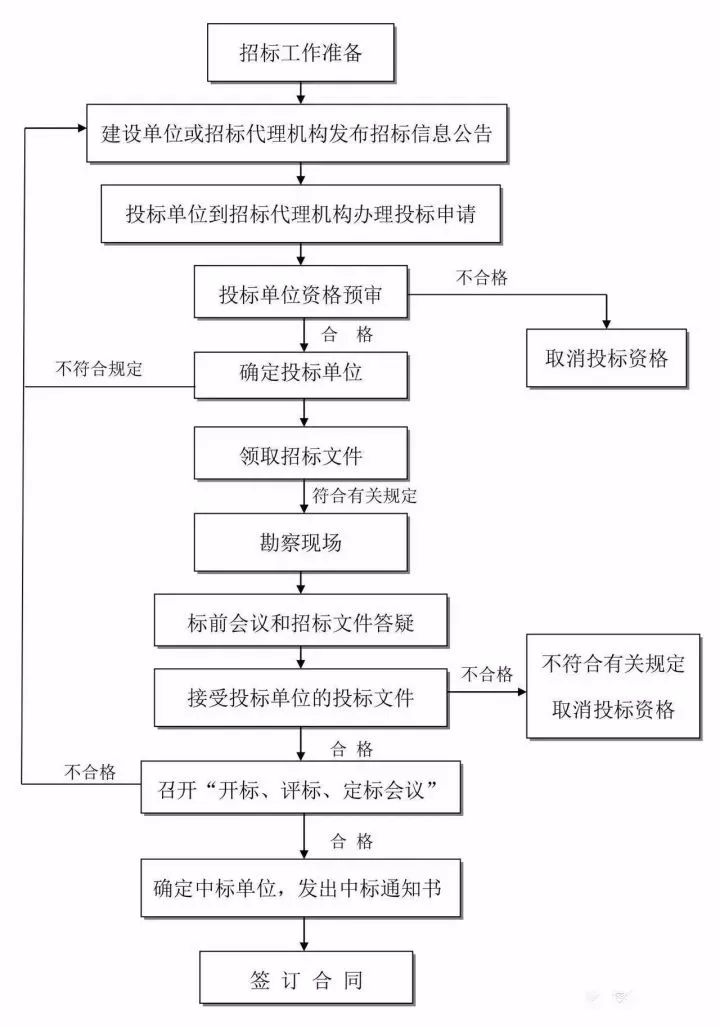 招标工作准备
建设单位或招标代理机构发布招标信息公告
投标单位到招标代理机构办理投标申请
投标单位资格预审
不合格
合 格
取消投标资格
不符合规定
确定投标单位
领取招标文件
符合有关规定
勘察现场
标前会议和招标文件答疑
接受投标单位的投标文件
不合格
不符合有关规定
取消投标资格
合 格
不合格
召开“开标、评标、定标会议”
合 格
确定中标单位，发出中标通知书
签 订 合 同